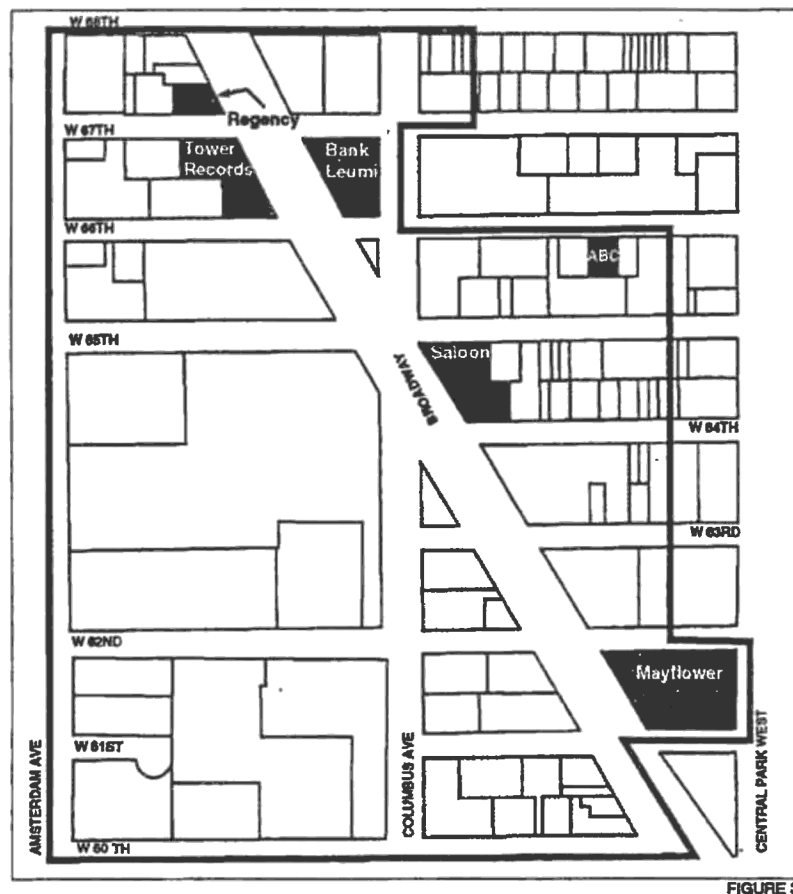 W 68TH
Regency
W 67TH
Tower
Records
Bank
Leumi
W 66TH
ABC
W 65TH
Saloon
BROADWAY
W 64TH
W 63RD
W 62ND
Mayflower
W 61ST
AMSTERDAM AVE
COLUMBUS AVE
CENTRAL PARK WEST
W 60 TH
FIGURE 3